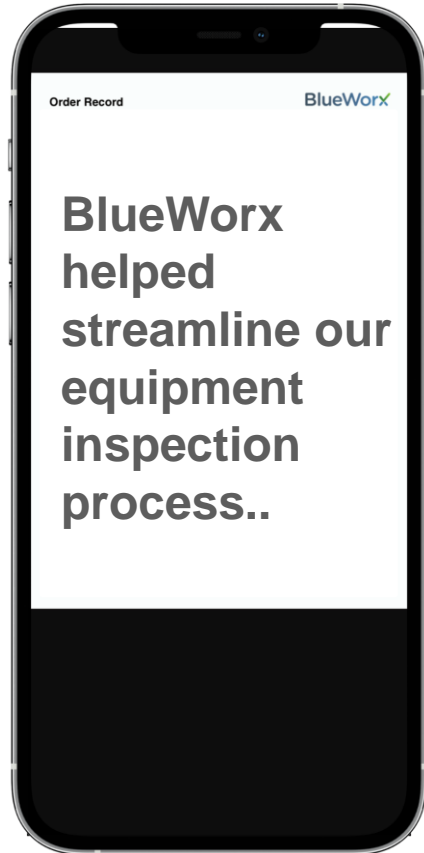 Order Record
BlueWorx
BlueWorx
helped
streamline our
equipment
inspection
process..